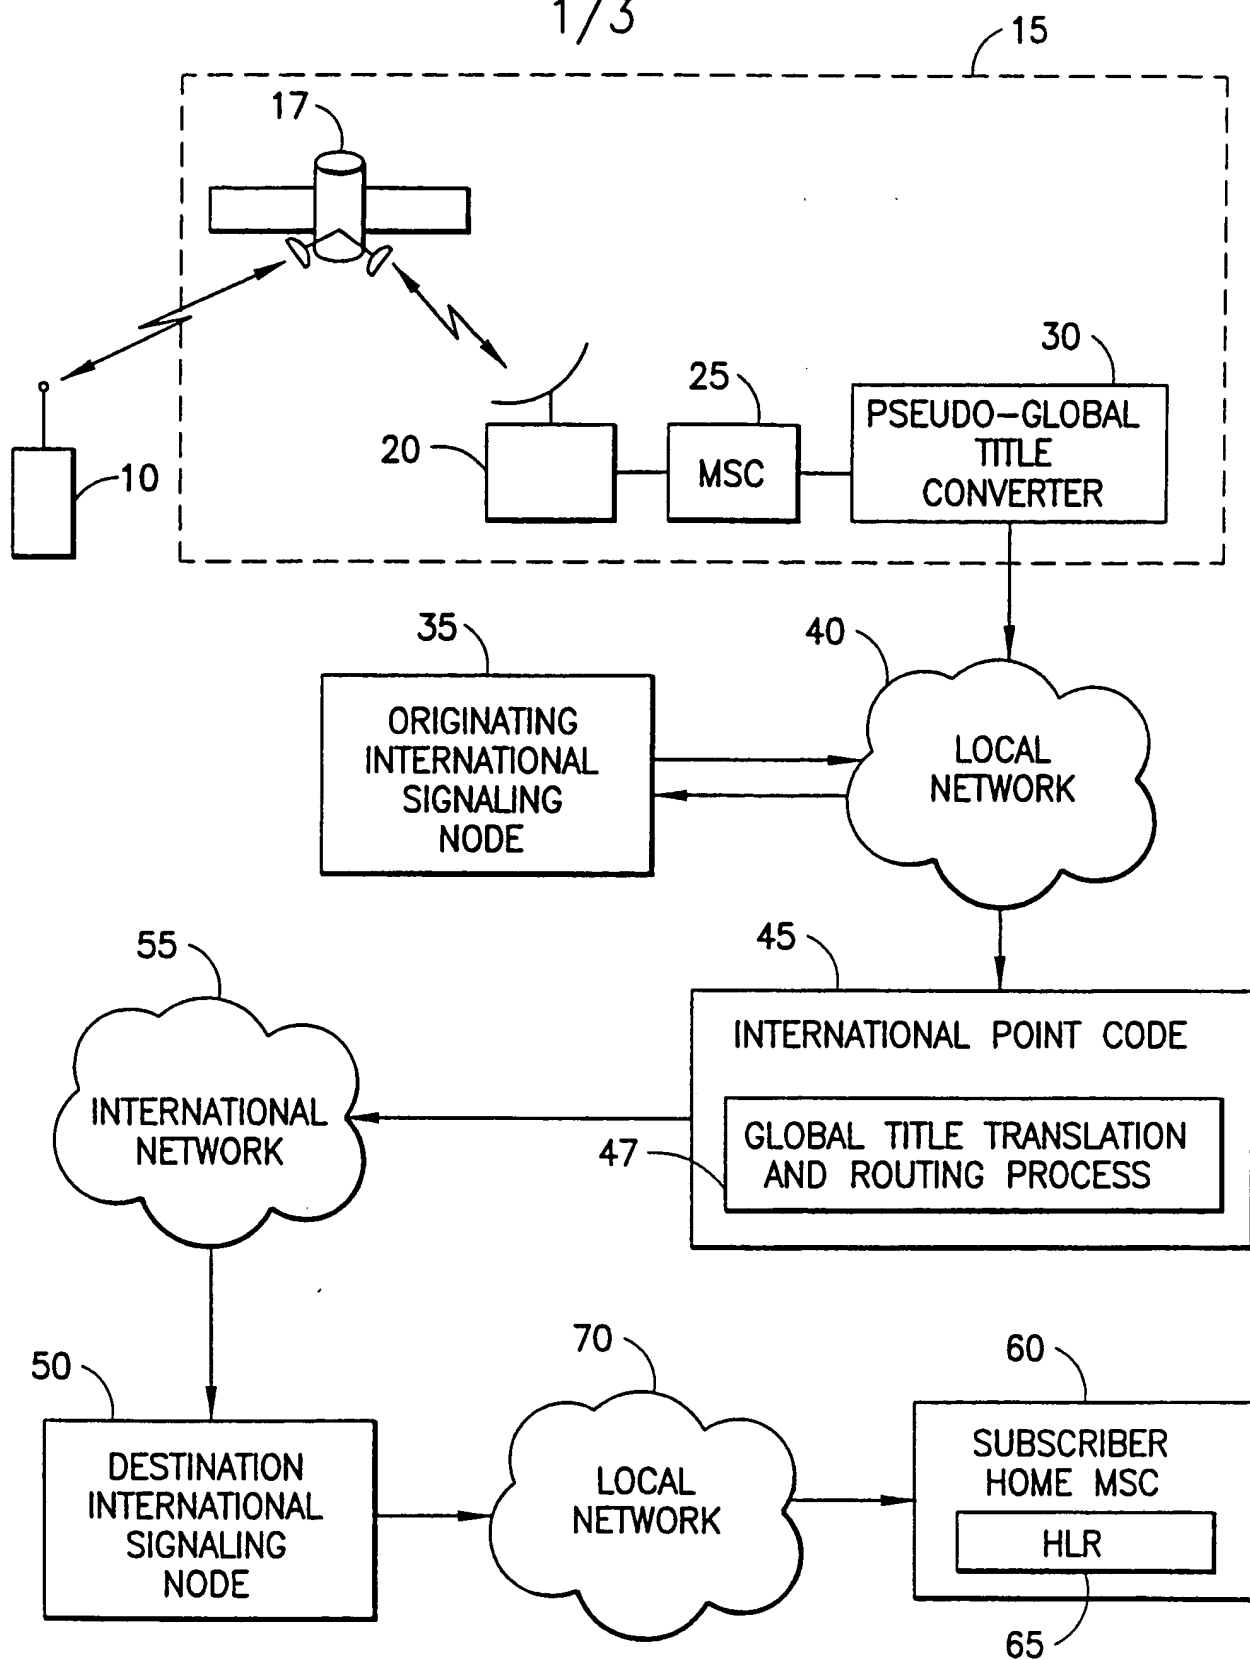 1/3
15
17
30
25
PSEUDO-GLOBAL
TITLE
CONVERTER
20
MSC
10
35
40
ORIGINATING
INTERNATIONAL
SIGNALING
NODE
LOCAL
NETWORK
55
45
INTERNATIONAL POINT CODE
INTERNATIONAL
NETWORK
GLOBAL TITLE TRANSLATION
AND ROUTING PROCESS
47
70
60
50
SUBSCRIBER
HOME MSC
DESTINATION
INTERNATIONAL
SIGNALING
NODE
LOCAL
NETWORK
HLR
65